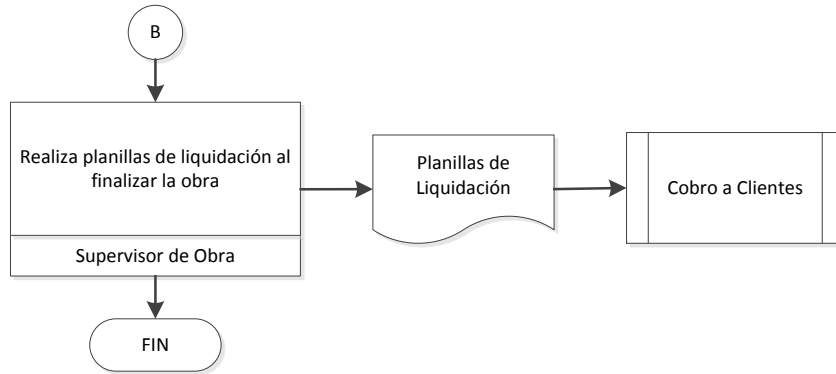 B
Realiza planillas de liquidación al
finalizar la obra
Supervisor de Obra
Planillas de
Liquidación
Cobro a Clientes
FIN